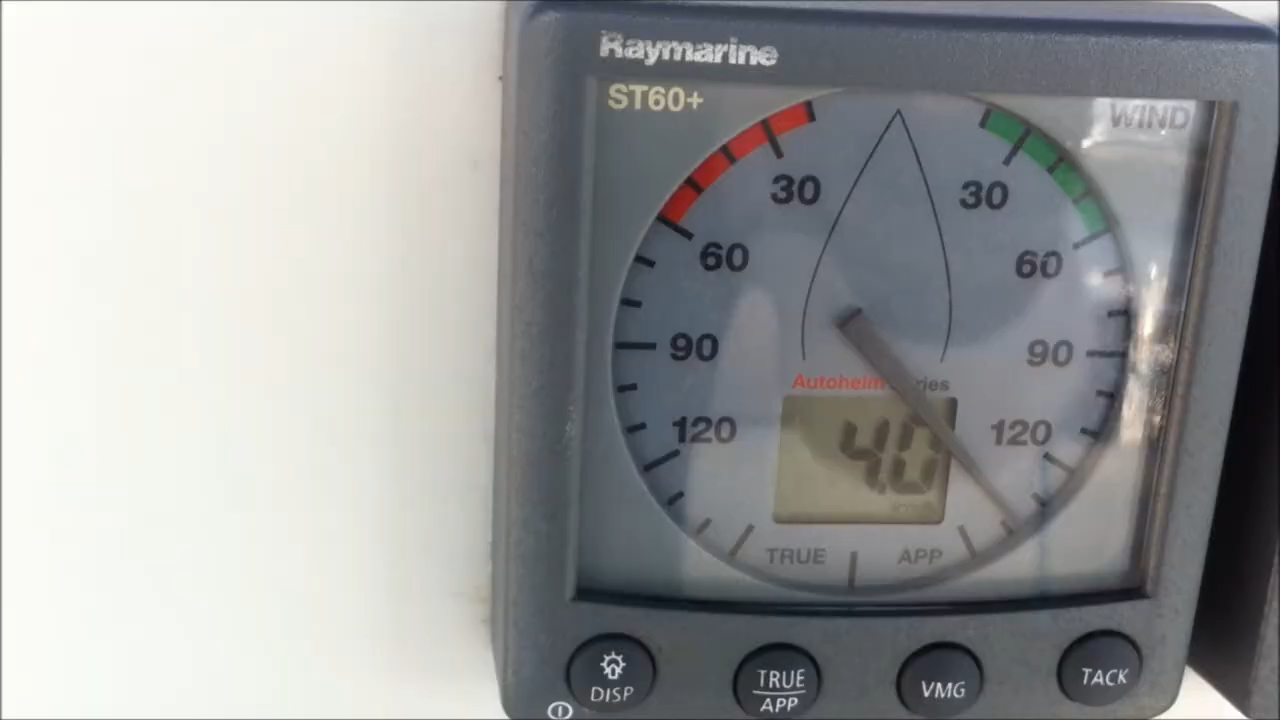 Raymarine
ST60+
WIND
30 30
60 60
90 90
Autohelm
4.0
120 120
TRUE APP
DISP
TRUE
APP
VMG
TACK